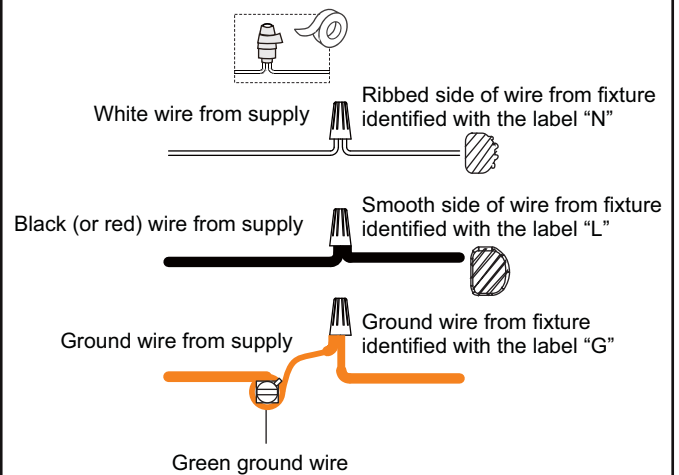 White wire from supply
Ribbed side of wire from fixture
identified with the label “N”
Black (or red) wire from supply
Smooth side of wire from fixture
identified with the label “L”
Ground wire from supply
Ground wire from fixture
identified with the label “G”
Green ground wire